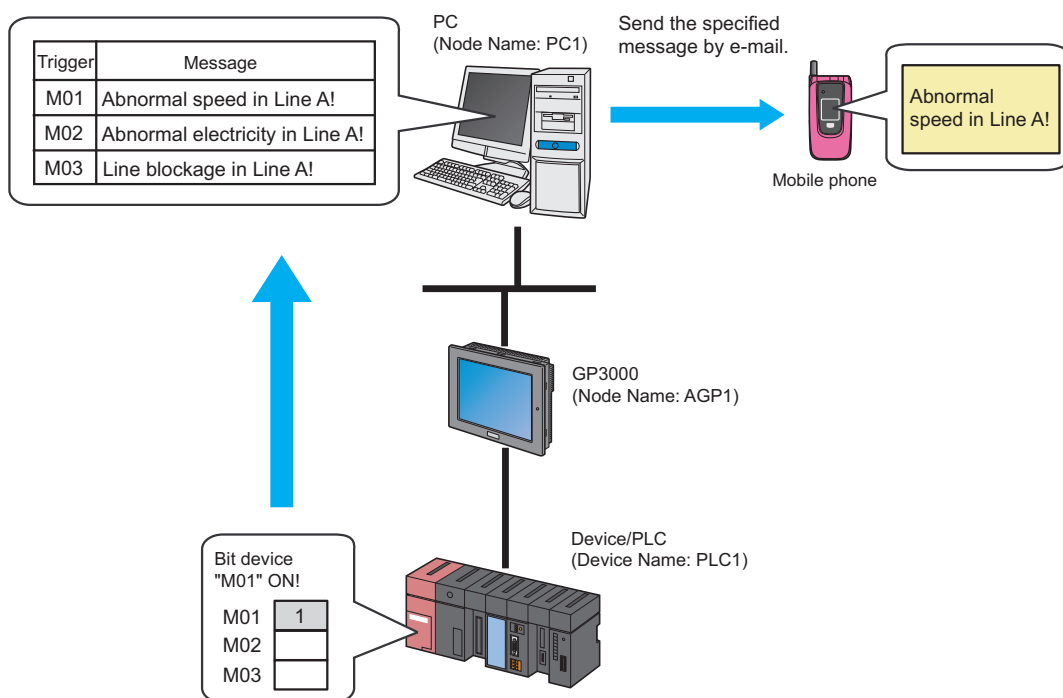 PC
(Node Name: PC1)
Send the specified
message by e-mail.
Trigger Message
M01 Abnormal speed in Line A!
M02 Abnormal electricity in Line A!
M03 Line blockage in Line A!
Abnormal
speed in Line A!
Mobile phone
GP3000
(Node Name: AGP1)
Device/PLC
(Device Name: PLC1)
Bit device
"M01" ON!
M01 1
M02
M03